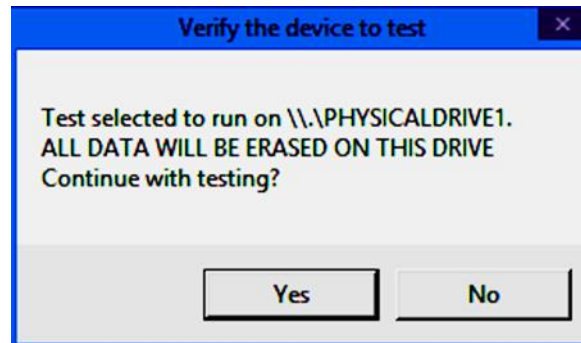 Verify the device to test
Test selected to run on \\.\PHYSICALDRIVE1.
ALL DATA WILL BE ERASED ON THIS DRIVE
Continue with testing?
Yes
No